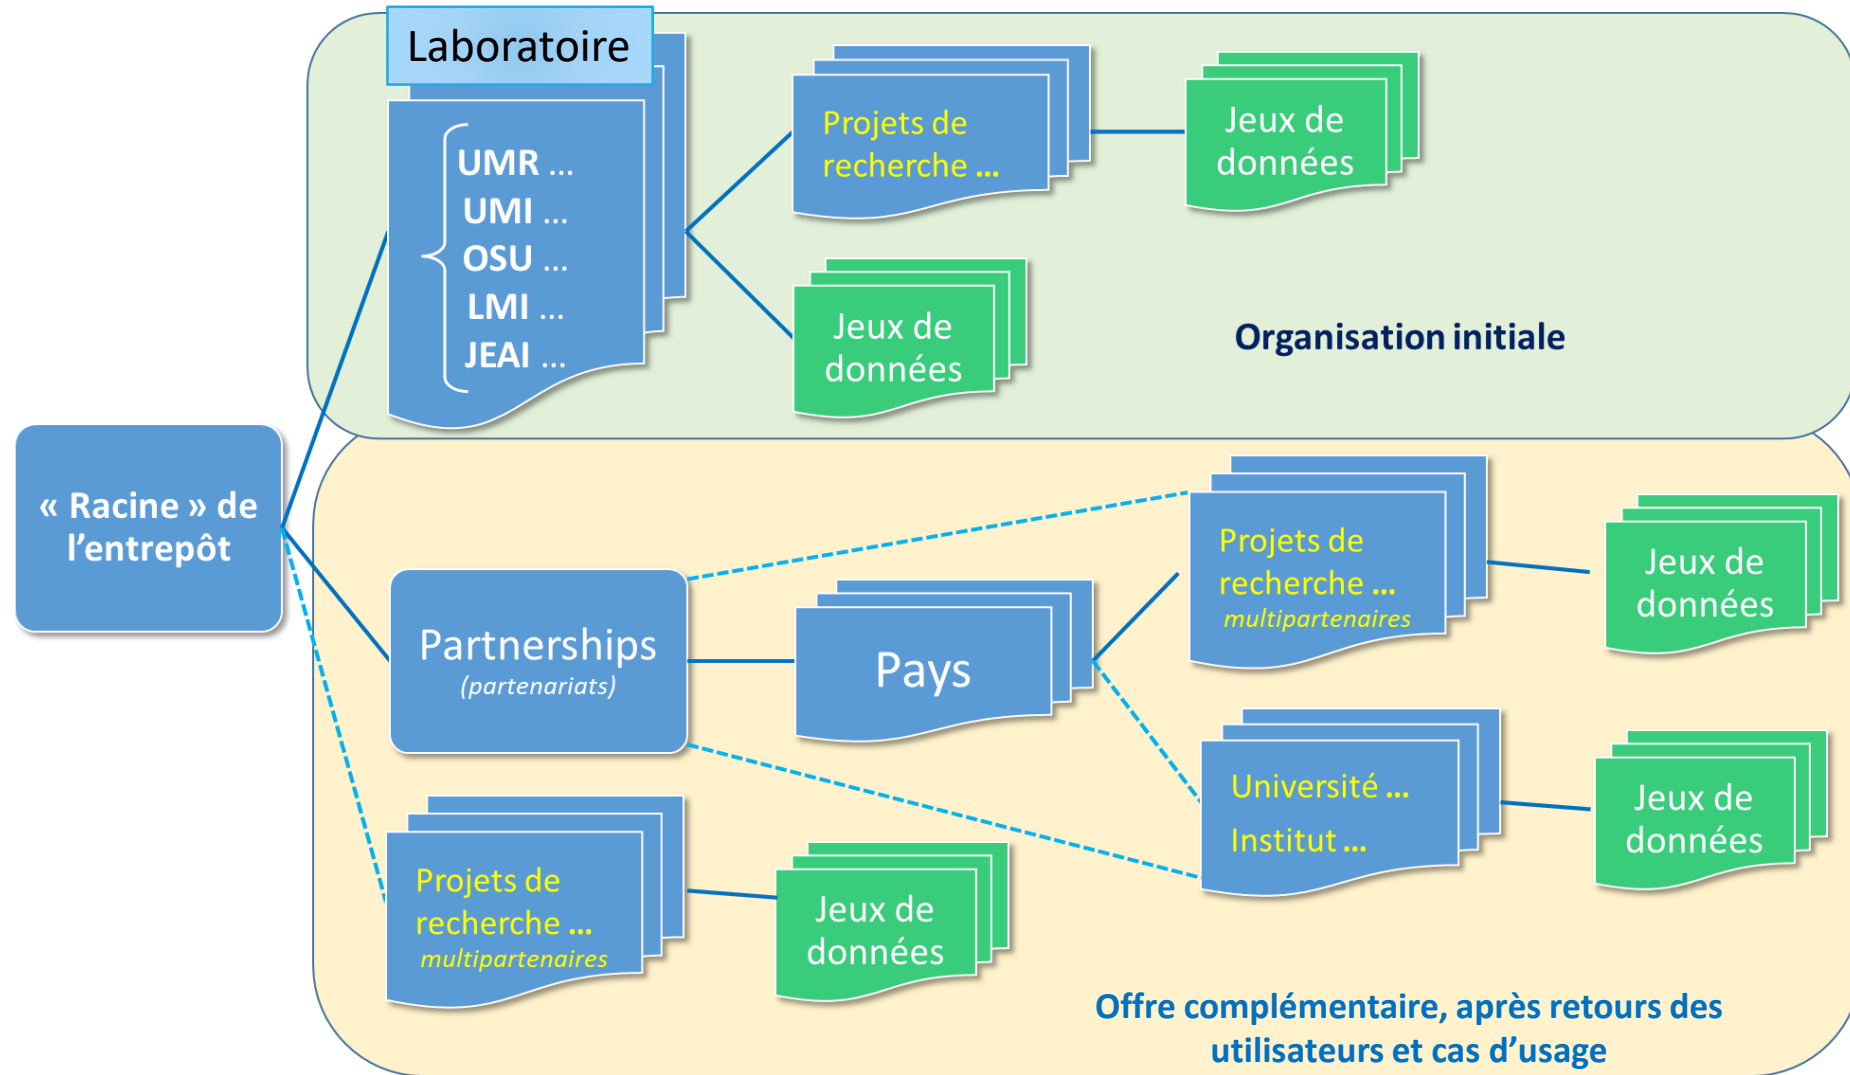 Laboratoire
UMR ...
UMI ...
OSU ...
LMI ...
JEAI ...
Projets de
recherche ...
Jeux de
données
Jeux de
données
Organisation initiale
« Racine » de
l’entrepôt
Partnerships
(partenariats)
Pays
Projets de
recherche ...
multipartenaires
Jeux de
données
Université ...
Institut ...
Jeux de
données
Projets de
recherche ...
multipartenaires
Jeux de
données
Offre complémentaire, après retours des
utilisateurs et cas d’usage